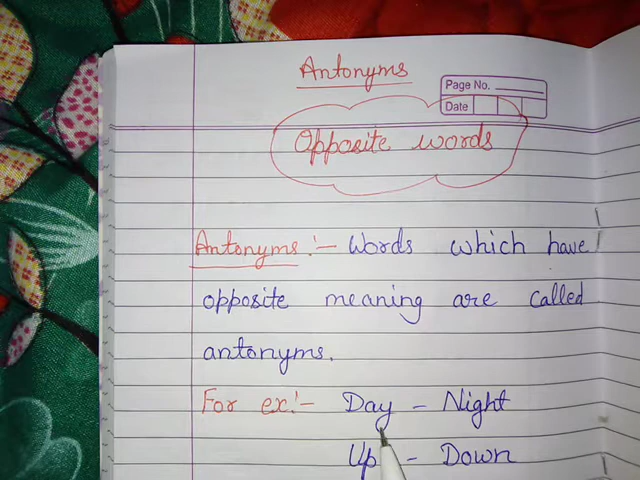 Antonyms
Page No.
Date
Opposite words
Antonyms :- Words which have
opposite meaning are called
antonyms.
For ex:- Day - Night
Up - Down